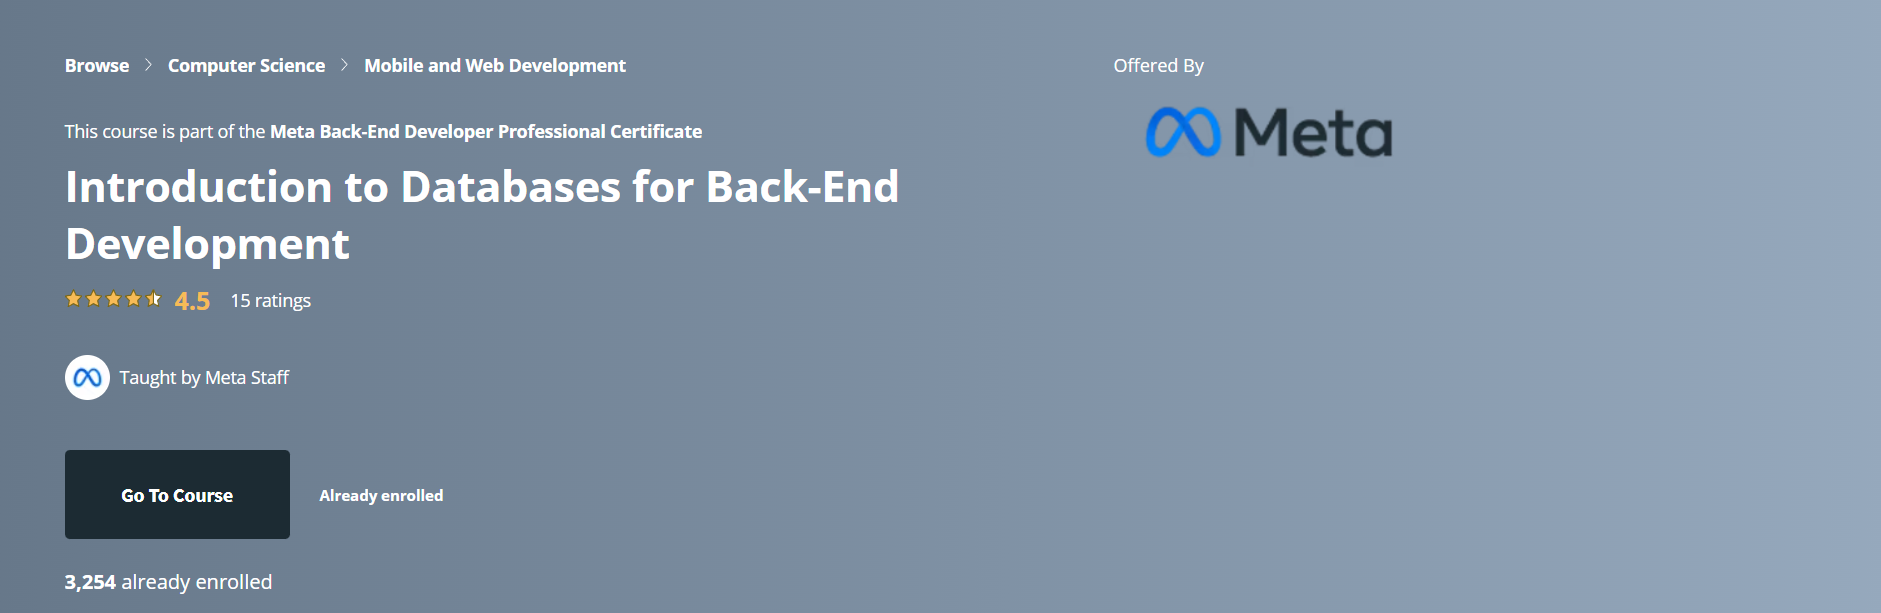 Browse > Computer Science > Mobile and Web Development
Offered By
Meta
This course is part of the Meta Back-End Developer Professional Certificate
Introduction to Databases for Back-End
Development
4.5 15 ratings
Taught by Meta Staff
Go To Course
Already enrolled
3,254 already enrolled